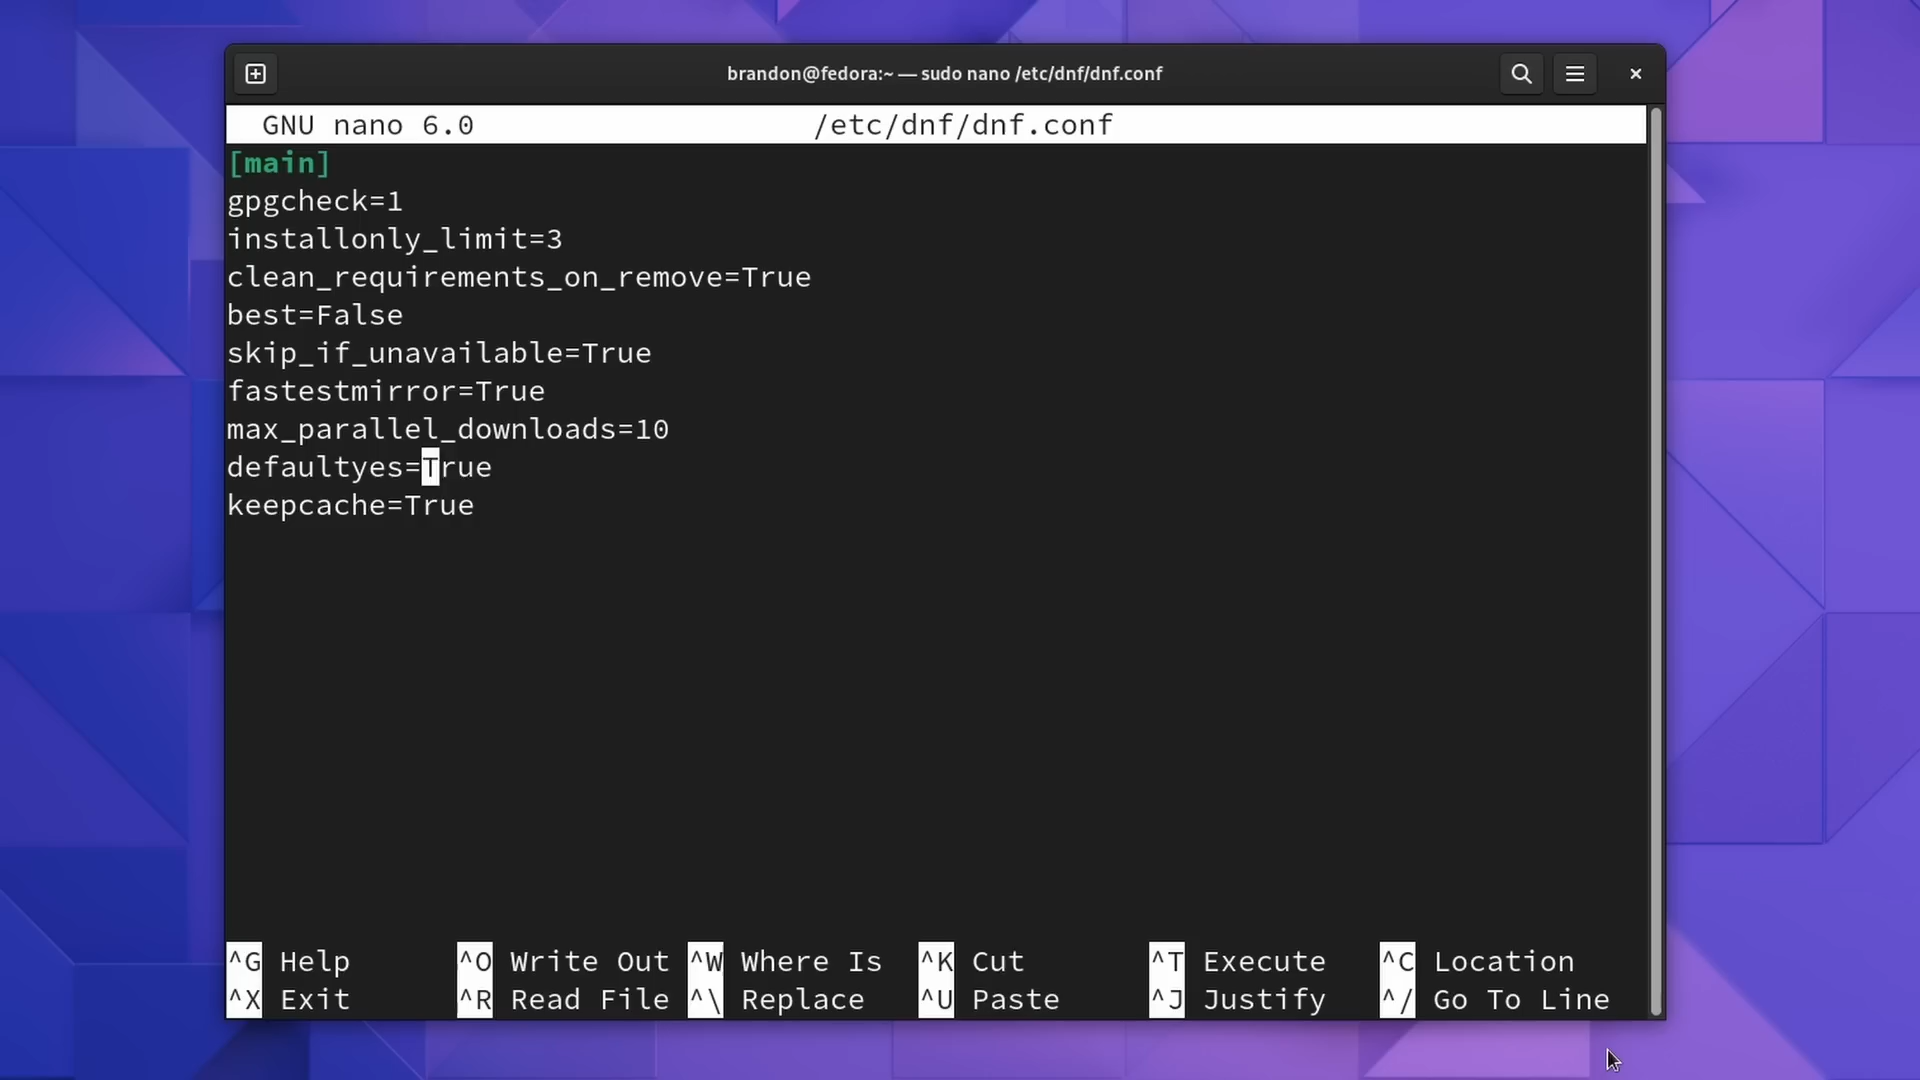 brandon@fedora:~ — sudo nano /etc/dnf/dnf.conf
GNU nano 6.0 /etc/dnf/dnf.conf
[main]
gpgcheck=1
installonly_limit=3
clean_requirements_on_remove=True
best=False
skip_if_unavailable=True
fastestmirror=True
max_parallel_downloads=10
defaultyes=True
keepcache=True
^G Help ^O Write Out ^W Where Is ^K Cut ^T Execute ^C Location
^X Exit ^R Read File ^\ Replace ^U Paste ^J Justify ^/ Go To Line